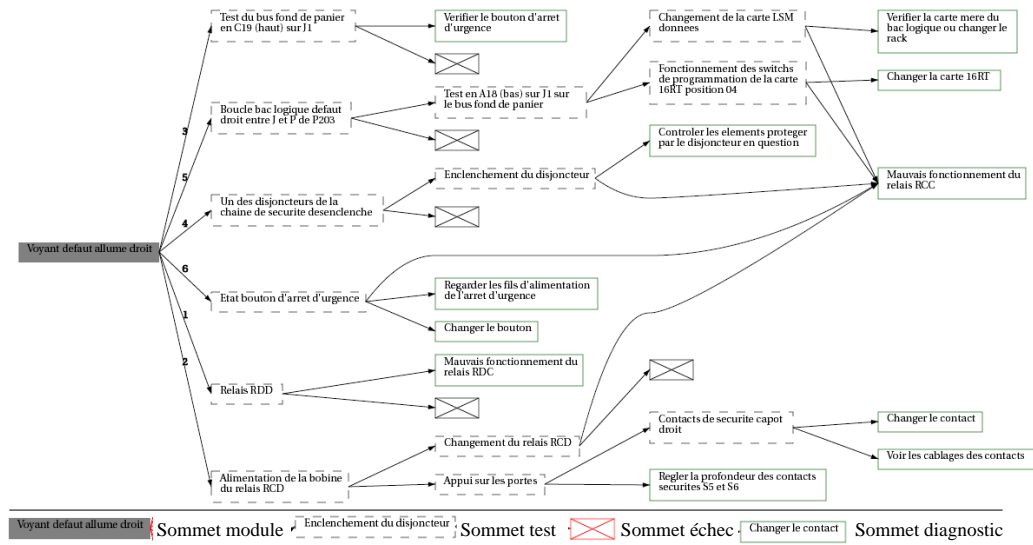 Test du bus fond de panier
en C19 (haut) sur J1
Verifier le bouton d'arret
d'urgence
Changement de la carte LSM
donnees
Verifier la carte mere du
bac logique ou changer le
rack
Fonctionnement des switchs
de programmation de la carte
16RT position 04
Changer la carte 16RT
Test en A18 (bas) sur J1 sur
le bus fond de panier
Boucle bac logique defaut
droit entre J et P de P203
3
Controler les elements proteger
par le disjoncteur en question
Enclenchement du disjoncteur
Mauvais fonctionnement du
relais RCC
5
Un des disjoncteurs de la
chaine de securite desenclenche
4
Voyant defaut allume droit
6
Etat bouton d'arret d'urgence
Regarder les fils d'alimentation
de l'arret d'urgence
1
Changer le bouton
2
Mauvais fonctionnement du
relais RDC
Relais RDD
Changement du relais RCD
Contacts de securite capot
droit
Changer le contact
Voir les cablages des contacts
Alimentation de la bobine
du relais RCD
Appui sur les portes
Regler la profondeur des contacts
securites S5 et S6
Voyant defaut allume droit
Sommet module
Enclenchement du disjoncteur
Sommet test
Sommet échec
Changer le contact
Sommet diagnostic